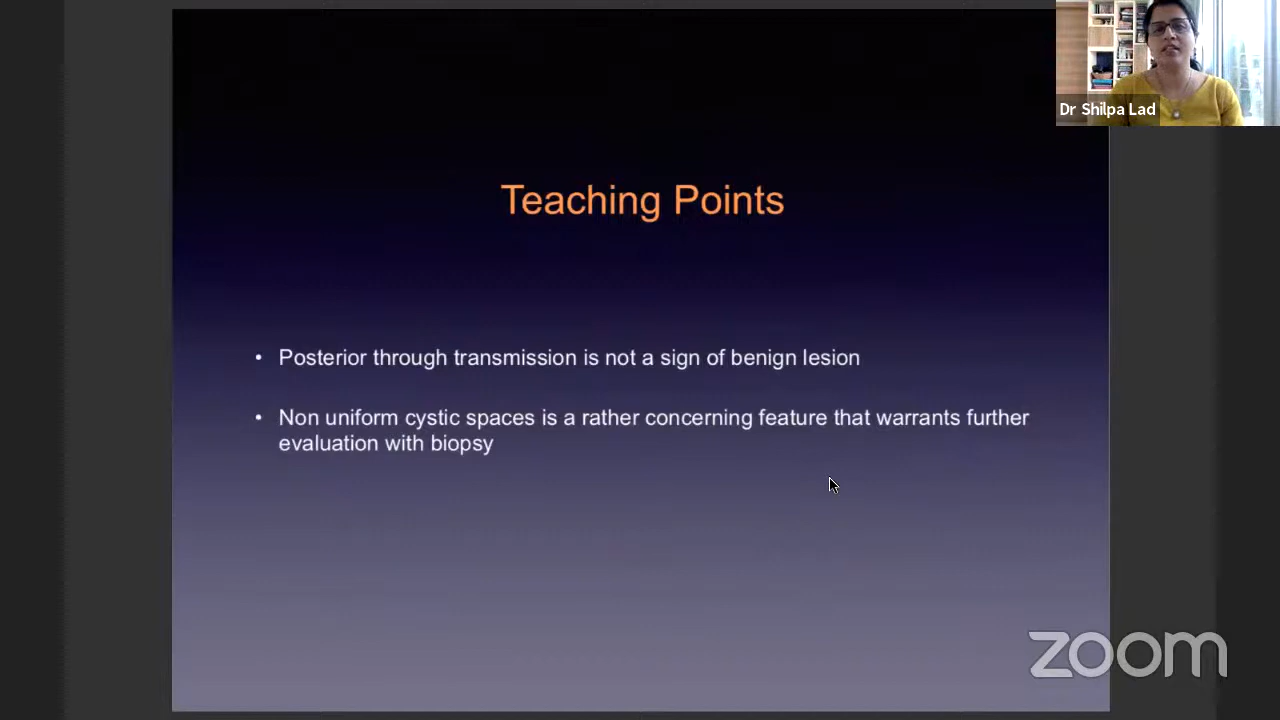 Dr Shilpa Lad
Teaching Points
• Posterior through transmission is not a sign of benign lesion
• Non uniform cystic spaces is a rather concerning feature that warrants further
evaluation with biopsy
zoom